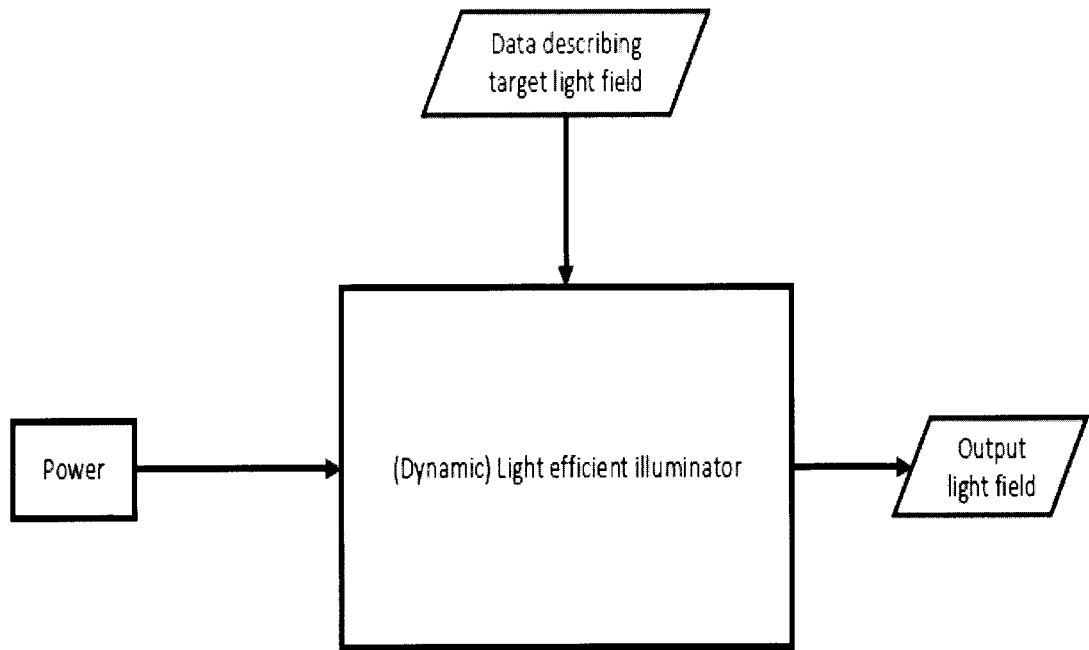 Data describing
target light field
Power
(Dynamic) Light efficient illuminator
Output
light field